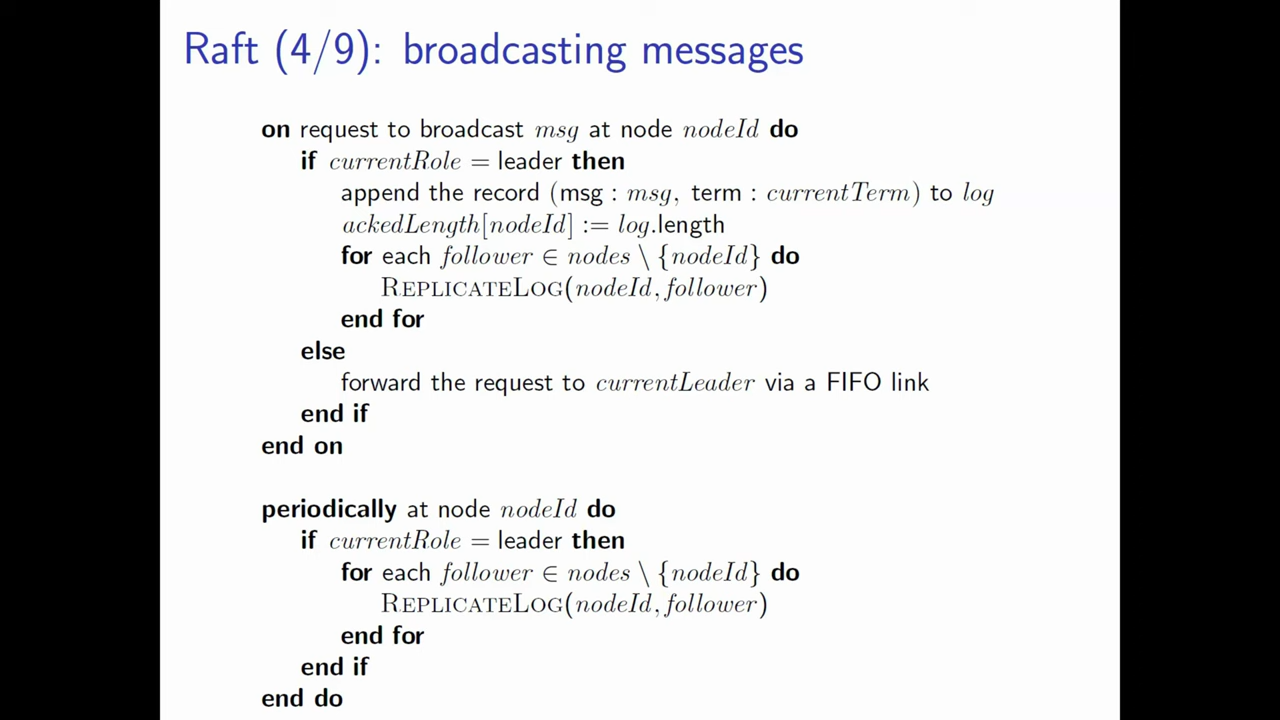 Raft (4/9): broadcasting messages
on request to broadcast msg at node nodeId do
if currentRole = leader then
append the record (msg : msg, term : currentTerm) to log
ackedLength[nodeId] := log.length
for each follower ∈ nodes \ {nodeId} do
REPLICATELOG(nodeId, follower)
end for
else
forward the request to currentLeader via a FIFO link
end if
end on
periodically at node nodeId do
if currentRole = leader then
for each follower ∈ nodes \ {nodeId} do
REPLICATELOG(nodeId, follower)
end for
end if
end do